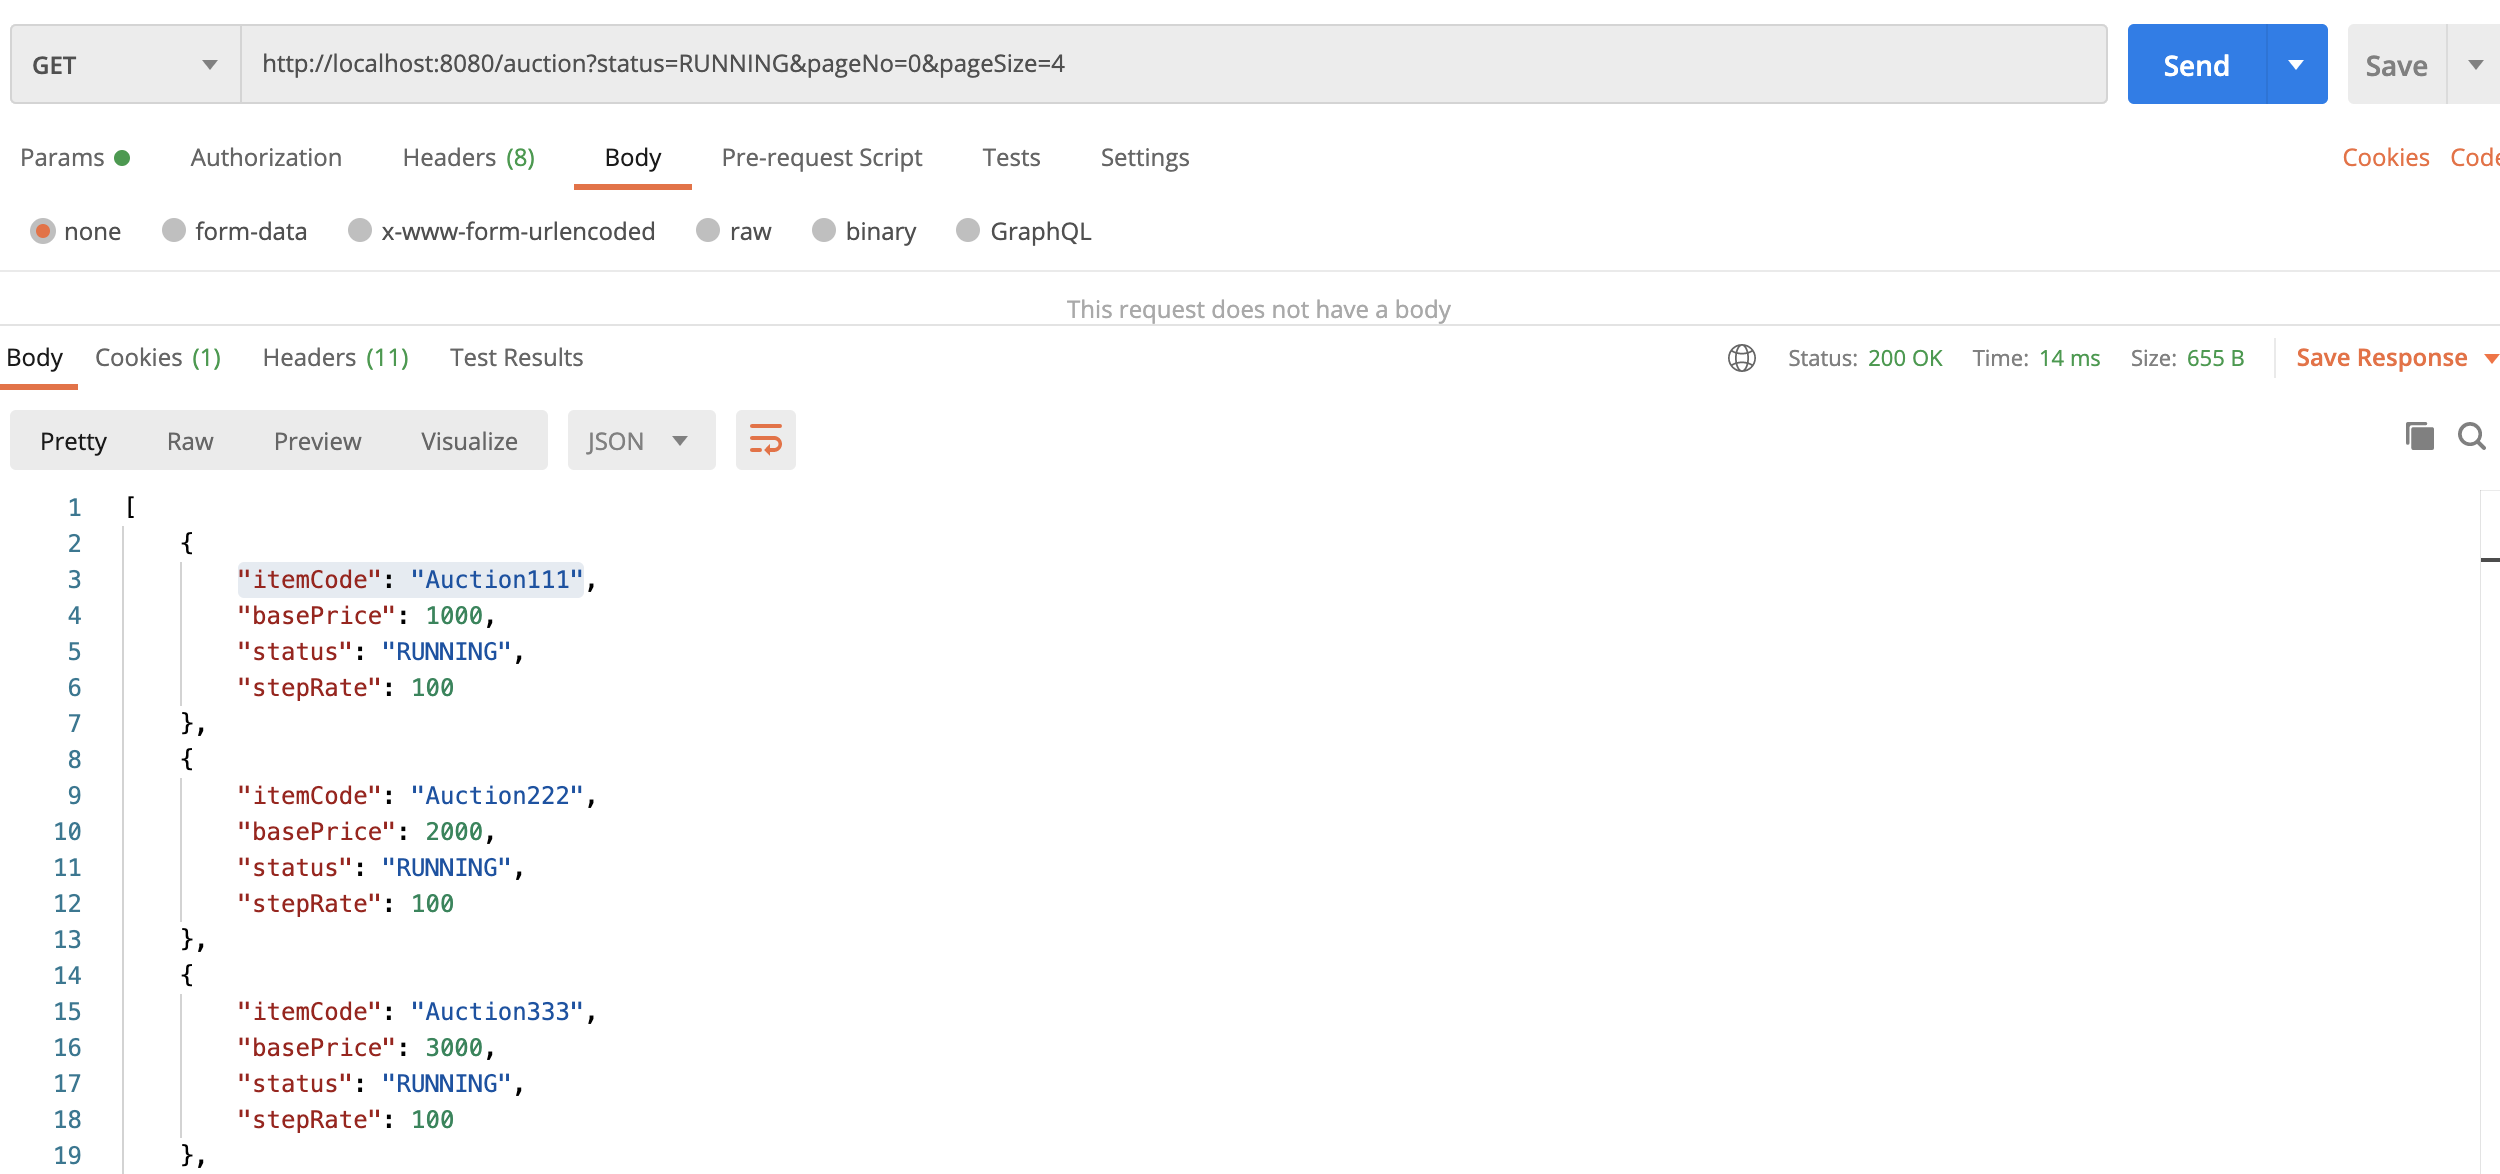 GET http://localhost:8080/auction?status=RUNNING&pageNo=0&pageSize=4 Send Save
Params Authorization Headers (8) Body Pre-request Script Tests Settings Cookies Code
none form-data x-www-form-urlencoded raw binary GraphQL
This request does not have a body
Body Cookies (1) Headers (11) Test Results Status: 200 OK Time: 14 ms Size: 655 B Save Response
Pretty Raw Preview Visualize JSON
1 [
2 {
3 "itemCode": "Auction111",
4 "basePrice": 1000,
5 "status": "RUNNING",
6 "stepRate": 100
7 },
8 {
9 "itemCode": "Auction222",
10 "basePrice": 2000,
11 "status": "RUNNING",
12 "stepRate": 100
13 },
14 {
15 "itemCode": "Auction333",
16 "basePrice": 3000,
17 "status": "RUNNING",
18 "stepRate": 100
19 },